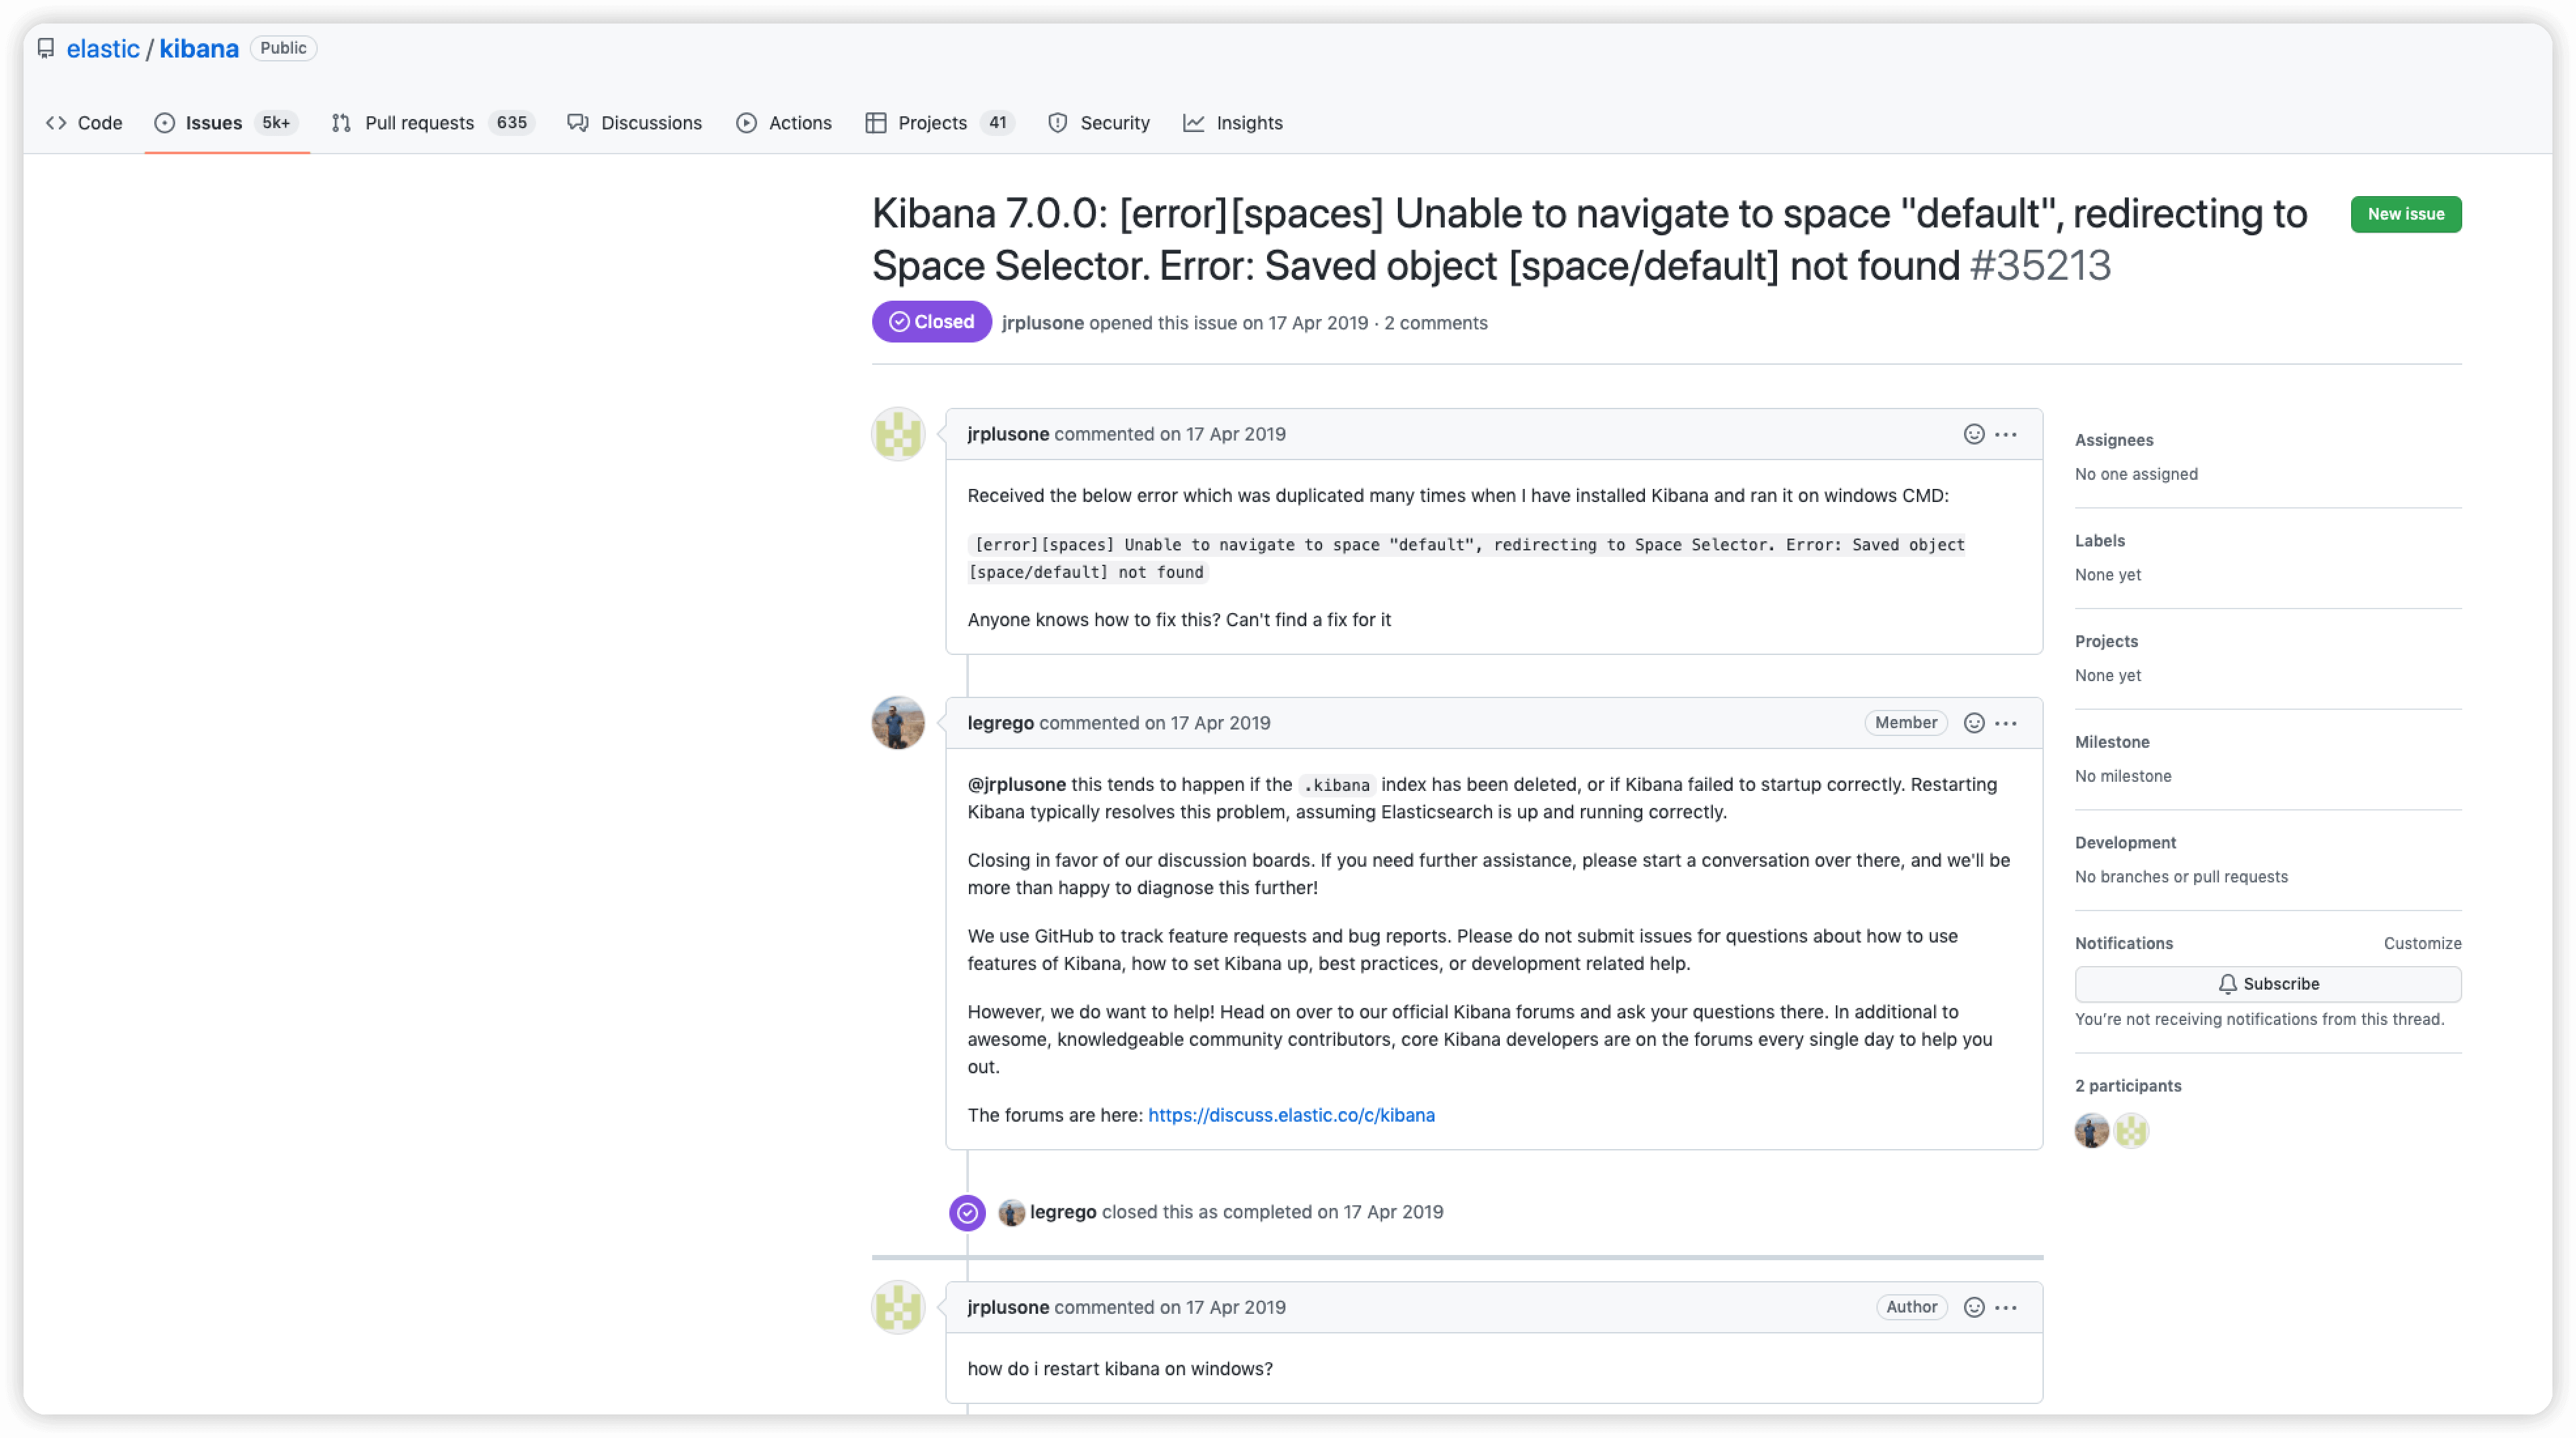 elastic / kibana Public
Code Issues 5k+ Pull requests 635 Discussions Actions Projects 41 Security Insights
Kibana 7.0.0: [error][spaces] Unable to navigate to space "default", redirecting to
Space Selector. Error: Saved object [space/default] not found #35213
New issue
Closed jrplusone opened this issue on 17 Apr 2019 · 2 comments
jrplusone commented on 17 Apr 2019
Received the below error which was duplicated many times when I have installed Kibana and ran it on windows CMD:
[error][spaces] Unable to navigate to space "default", redirecting to Space Selector. Error: Saved object
[space/default] not found
Anyone knows how to fix this? Can't find a fix for it
legrego commented on 17 Apr 2019 Member
@jrplusone this tends to happen if the .kibana index has been deleted, or if Kibana failed to startup correctly. Restarting
Kibana typically resolves this problem, assuming Elasticsearch is up and running correctly.
Closing in favor of our discussion boards. If you need further assistance, please start a conversation over there, and we'll be
more than happy to diagnose this further!
We use GitHub to track feature requests and bug reports. Please do not submit issues for questions about how to use
features of Kibana, how to set Kibana up, best practices, or development related help.
However, we do want to help! Head on over to our official Kibana forums and ask your questions there. In additional to
awesome, knowledgeable community contributors, core Kibana developers are on the forums every single day to help you
out.
The forums are here: https://discuss.elastic.co/c/kibana
legrego closed this as completed on 17 Apr 2019
jrplusone commented on 17 Apr 2019 Author
how do i restart kibana on windows?
Assignees
No one assigned
Labels
None yet
Projects
None yet
Milestone
No milestone
Development
No branches or pull requests
Notifications Customize
Subscribe
You're not receiving notifications from this thread.
2 participants